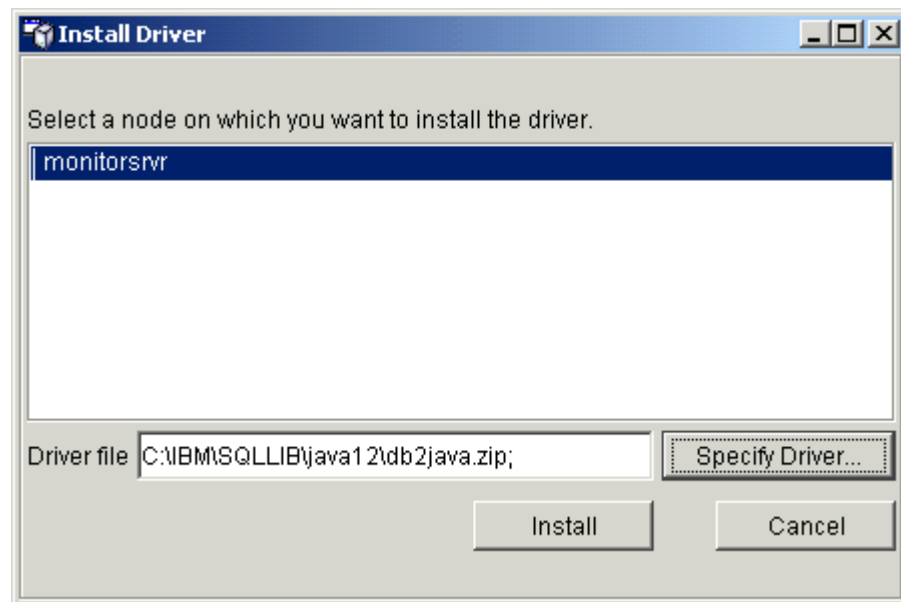 Install Driver
Select a node on which you want to install the driver.
monitorsrvr
Driver file C:\IBM\SQLLIB\java12\db2java.zip; Specify Driver...
Install Cancel